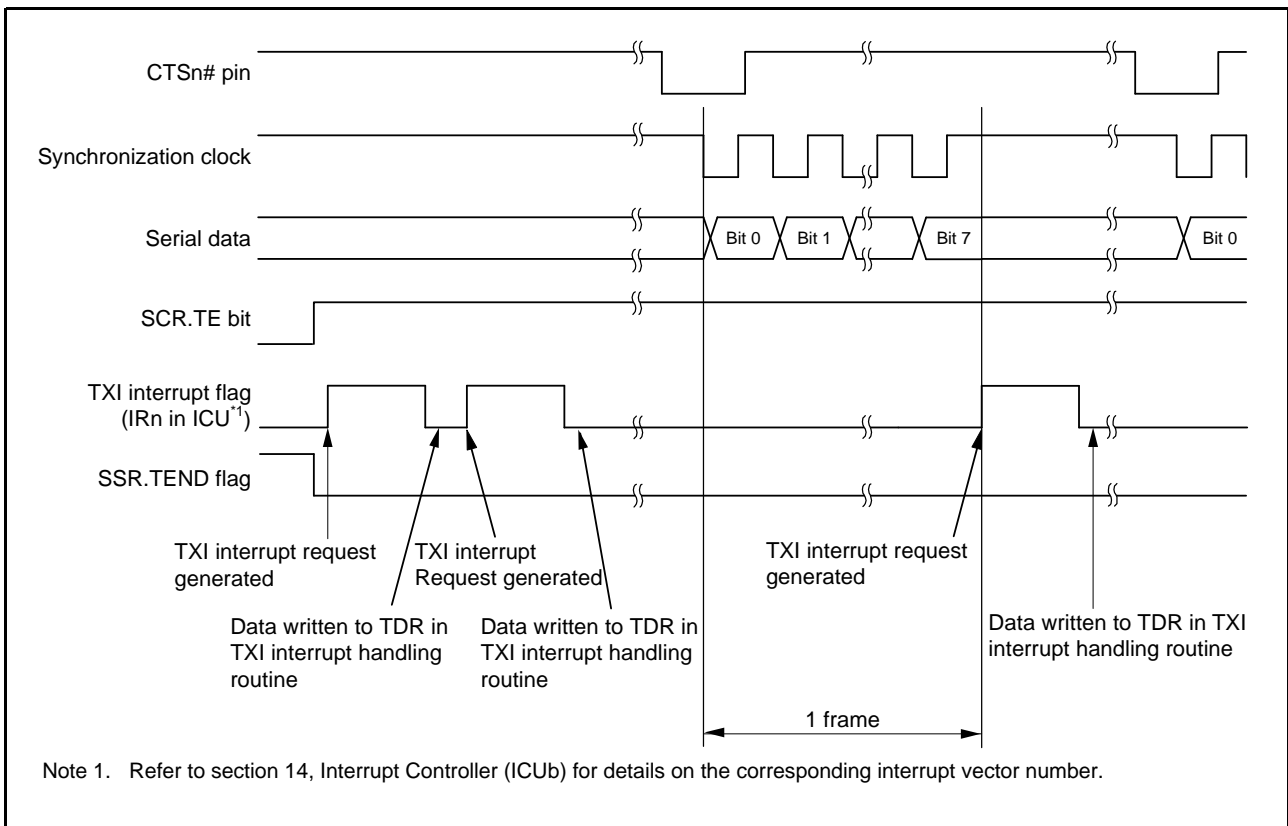 CTSn# pin
Synchronization clock
Serial data
Bit 0
Bit 1
Bit 7
Bit 0
SCR.TE bit
TXI interrupt flag
(IRn in ICU*1)
SSR.TEND flag
TXI interrupt request
generated
TXI interrupt
Request generated
TXI interrupt request
generated
Data written to TDR in
TXI interrupt handling
routine
Data written to TDR in
TXI interrupt handling
routine
Data written to TDR in TXI
interrupt handling routine
1 frame
Note 1. Refer to section 14, Interrupt Controller (ICUb) for details on the corresponding interrupt vector number.